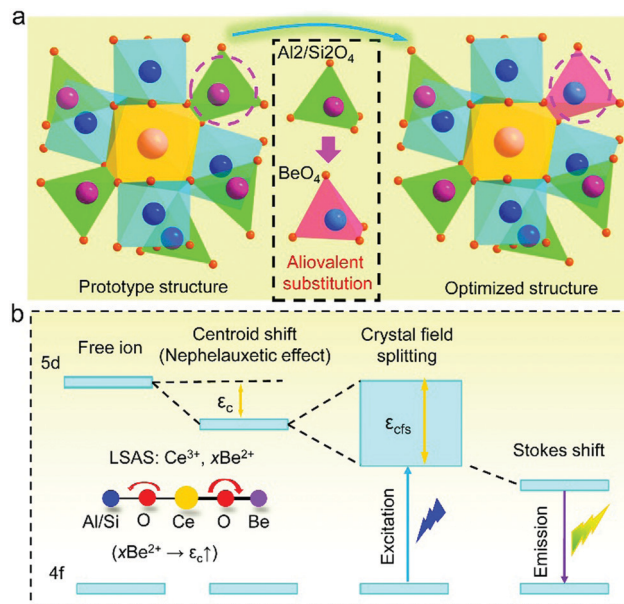 a
Al2/Si2O₄
BeO₄
Aliovalent
substitution
Prototype structure
Optimized structure
b
5d
Free ion
Centroid shift
(Nephelauxetic effect)
Crystal field
splitting
εc
εcfs
Stokes shift
LSAS: Ce³⁺, xBe²⁺
Al/Si O Ce O Be
(xBe²⁺ → εc↑)
Excitation
Emission
4f